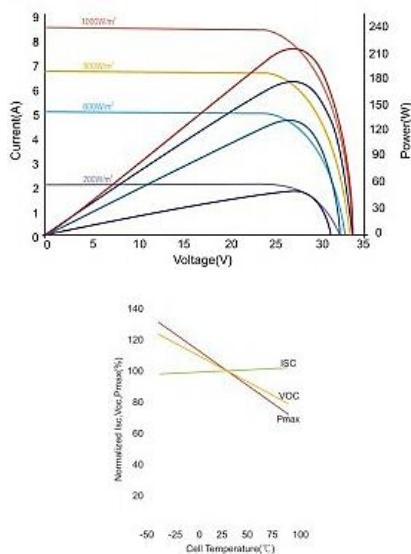 9
8
7
6
5
4
3
2
1
0
Current(A)
1000W/m²
800W/m²
600W/m²
200W/m²
240
210
180
150
120
90
60
30
0
Power(W)
0 5 10 15 20 25 30 35
Voltage(V)
140
120
100
80
60
40
20
Normalized Isc,Voc,Pmax(%)
ISC
VOC
Pmax
-50 -25 0 25 50 75 100
Cell Temperature(℃)